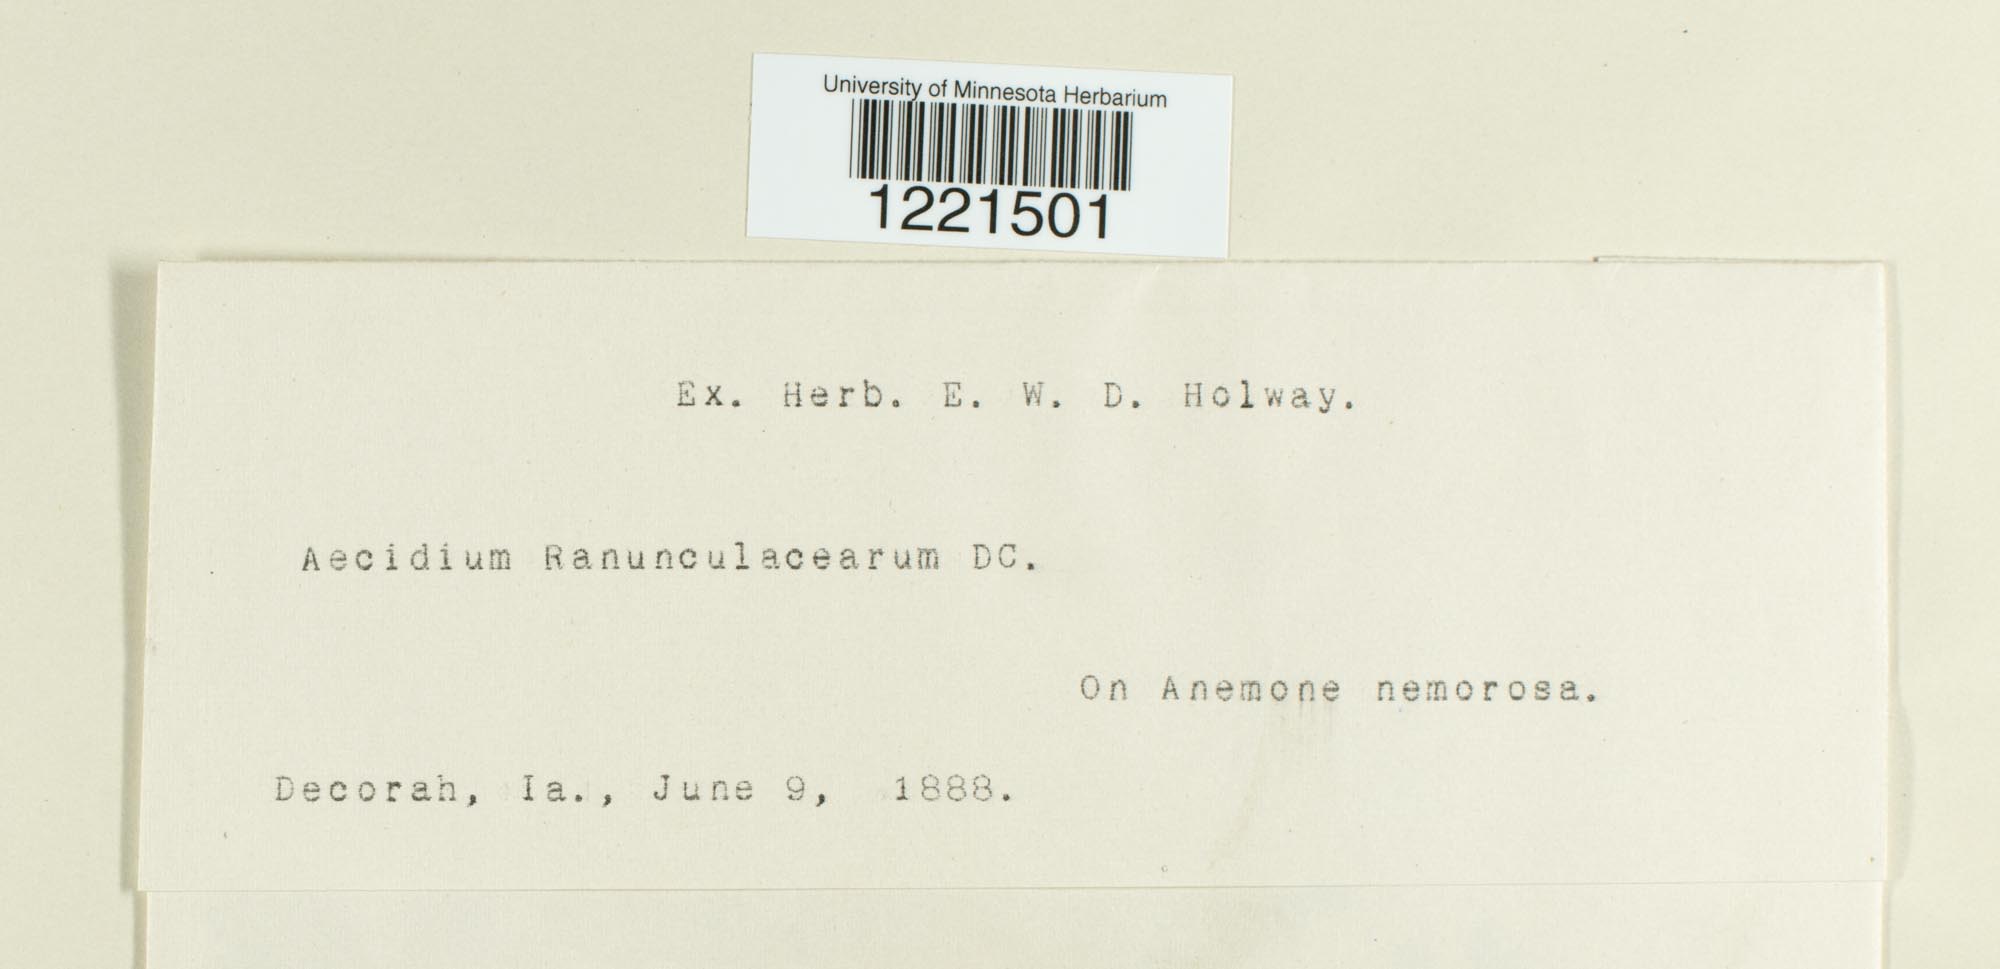 University of Minnesota Herbarium
1221501
Ex. Herb. E. W. D. Holway.
Aecidium Ranunculacearum DC.
On Anemone nemorosa.
Decorah, Ia., June 9, 1888.